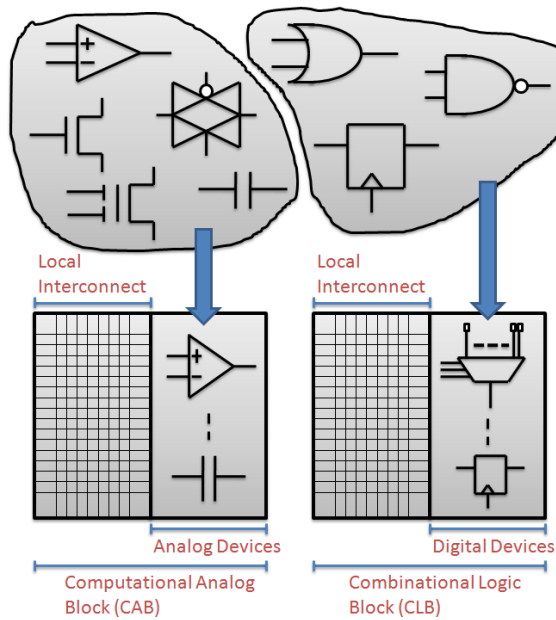 Local
Interconnect
Local
Interconnect
Analog Devices
Digital Devices
Computational Analog
Block (CAB)
Combinational Logic
Block (CLB)